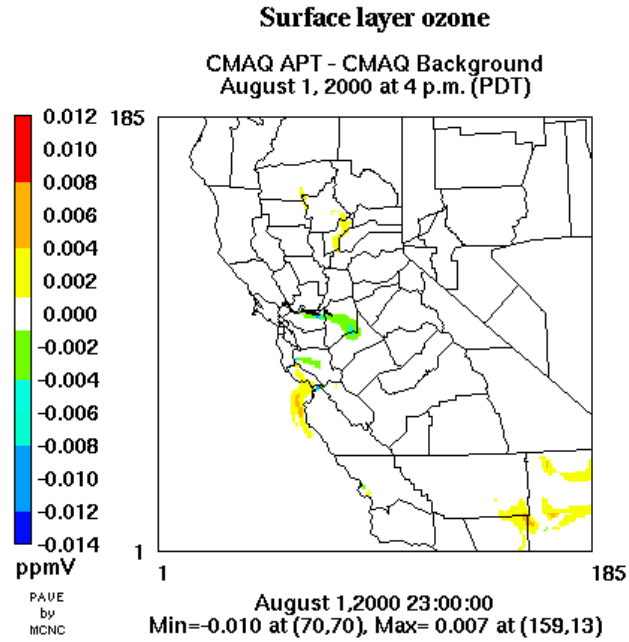 Surface layer ozone
CMAQ APT - CMAQ Background
August 1, 2000 at 4 p.m. (PDT)
0.012
0.010
0.008
0.006
0.004
0.002
0.000
-0.002
-0.004
-0.006
-0.008
-0.010
-0.012
-0.014
ppmV
PAVE
by
MCNC
185
1
1
185
August 1,2000 23:00:00
Min=-0.010 at (70,70), Max= 0.007 at (159,13)